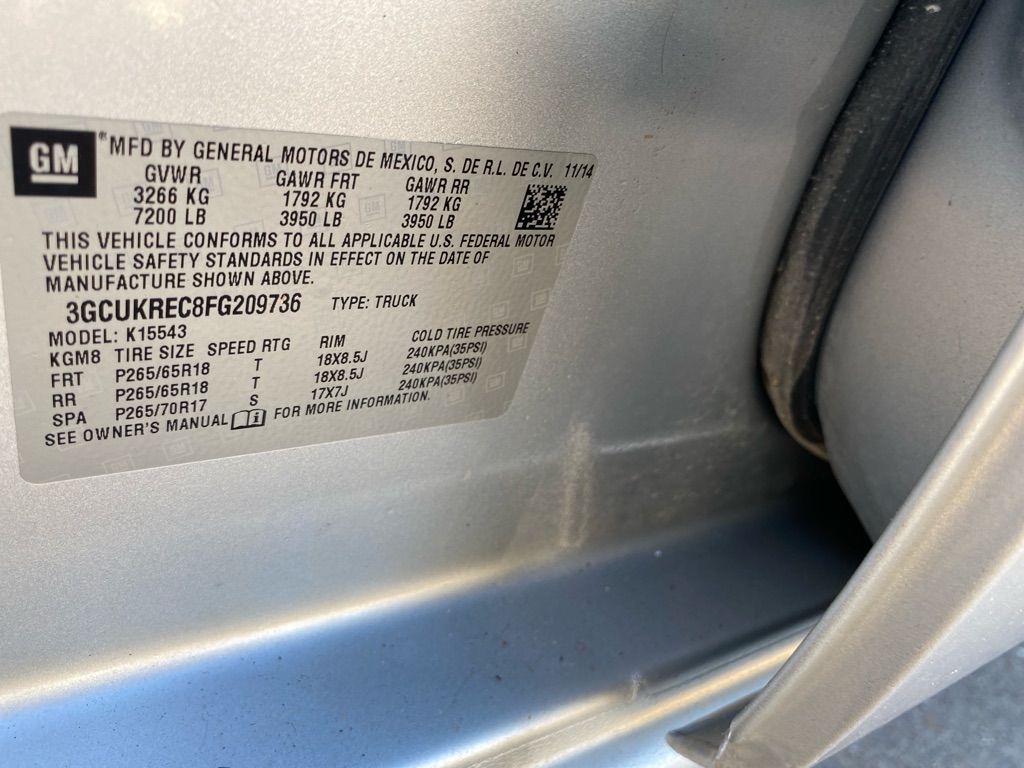 GM ® MFD BY GENERAL MOTORS DE MEXICO, S. DE R.L. DE C.V. 11/14
GVWR GAWR FRT GAWR RR
3266 KG 1792 KG 1792 KG
7200 LB 3950 LB 3950 LB
THIS VEHICLE CONFORMS TO ALL APPLICABLE U.S. FEDERAL MOTOR
VEHICLE SAFETY STANDARDS IN EFFECT ON THE DATE OF
MANUFACTURE SHOWN ABOVE.
3GCUKREC8FG209736 TYPE: TRUCK
MODEL: K15543
KGM8 TIRE SIZE SPEED RTG RIM COLD TIRE PRESSURE
FRT P265/65R18 T 18X8.5J 240KPA(35PSI)
RR P265/65R18 T 18X8.5J 240KPA(35PSI)
SPA P265/70R17 S 17X7J 240KPA(35PSI)
SEE OWNER'S MANUAL FOR MORE INFORMATION.